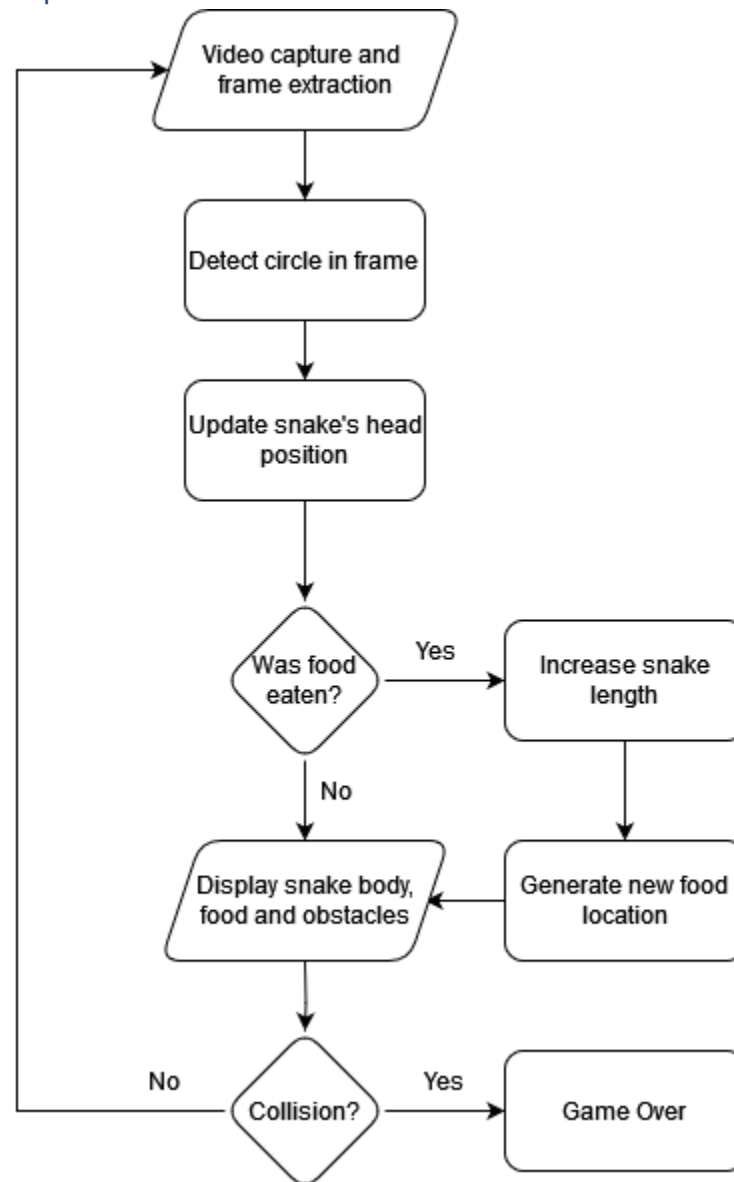 Video capture and
frame extraction
Detect circle in frame
Update snake's head
position
Was food
eaten?
Yes
Increase snake
length
No
Display snake body,
food and obstacles
Generate new food
location
No
Collision?
Yes
Game Over